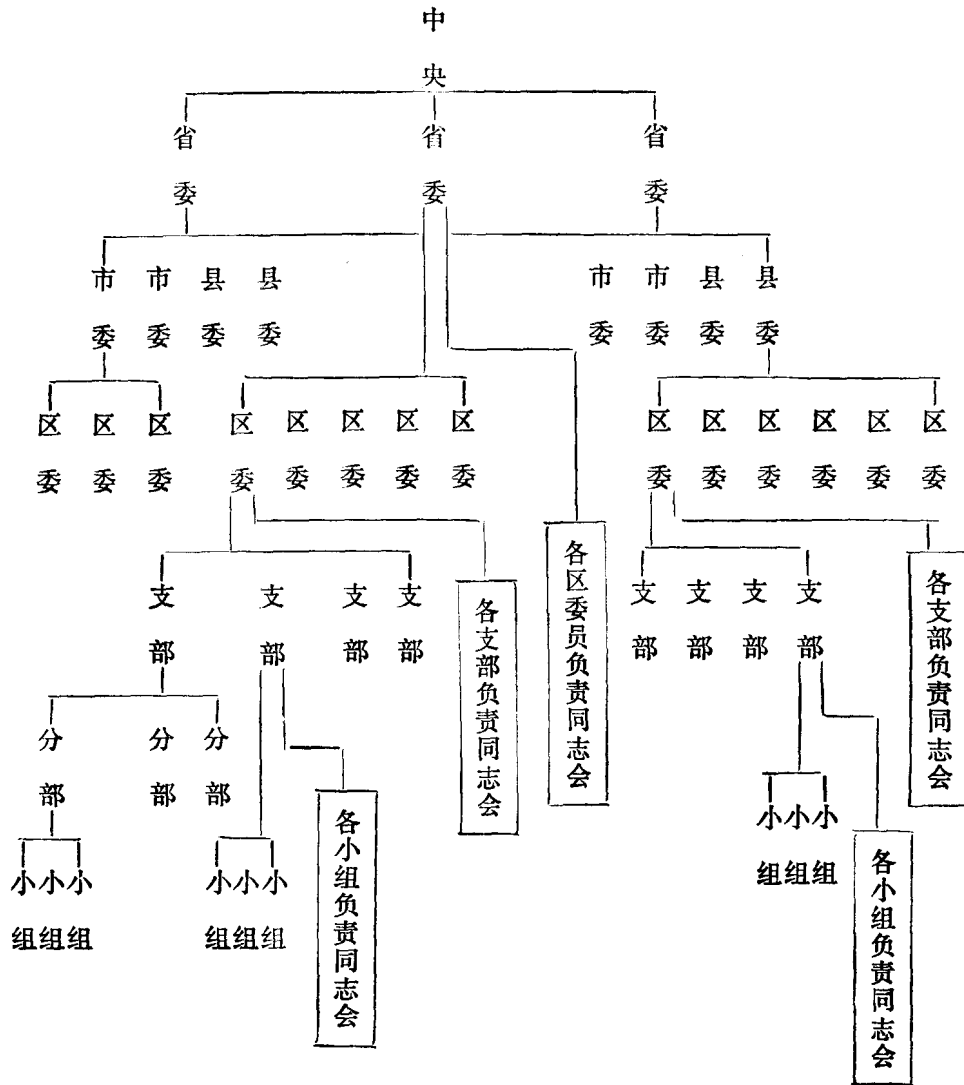 中央
省委 省委 省委
市委 市委 县委 县委 市委 市委 县委 县委
区委 区委 区委 区委 区委 区委 区委 区委 区委 区委 区委 区委 区委 区委
各区委员负责同志会
支部 支部 支部 支部 支部 支部 支部 支部
各支部负责同志会
各支部负责同志会
分部 分部 分部
小组 小组 小组 小组 小组 小组 小组 小组 小组
各小组负责同志会
各小组负责同志会